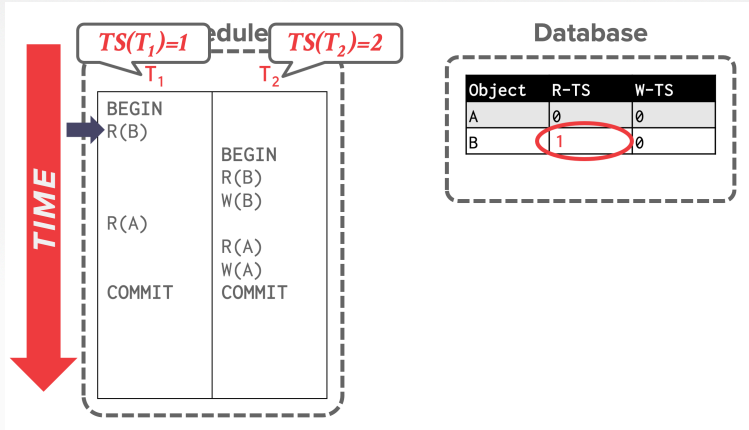 TS(T1)=1
edule
TS(T2)=2
T1
T2
BEGIN
R(B)
BEGIN
R(B)
W(B)
R(A)
R(A)
W(A)
COMMIT
COMMIT
TIME
Database
Object R-TS W-TS
A 0 0
B 1 0